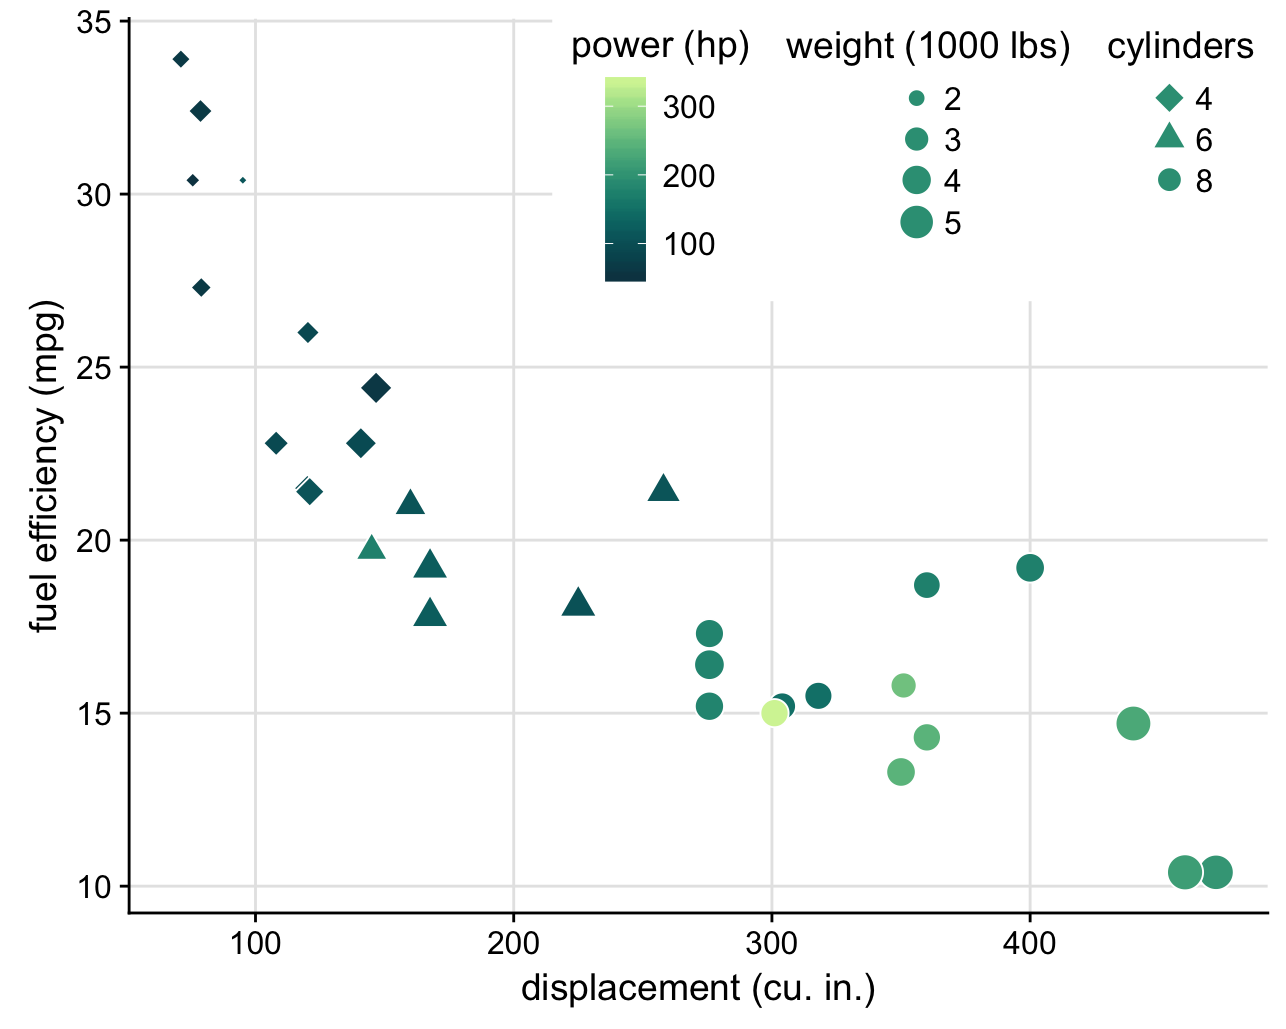 power (hp)
300
200
100
weight (1000 lbs)
2
3
4
5
cylinders
4
6
8
fuel efficiency (mpg)
35
30
25
20
15
10
100 200 300 400
displacement (cu. in.)